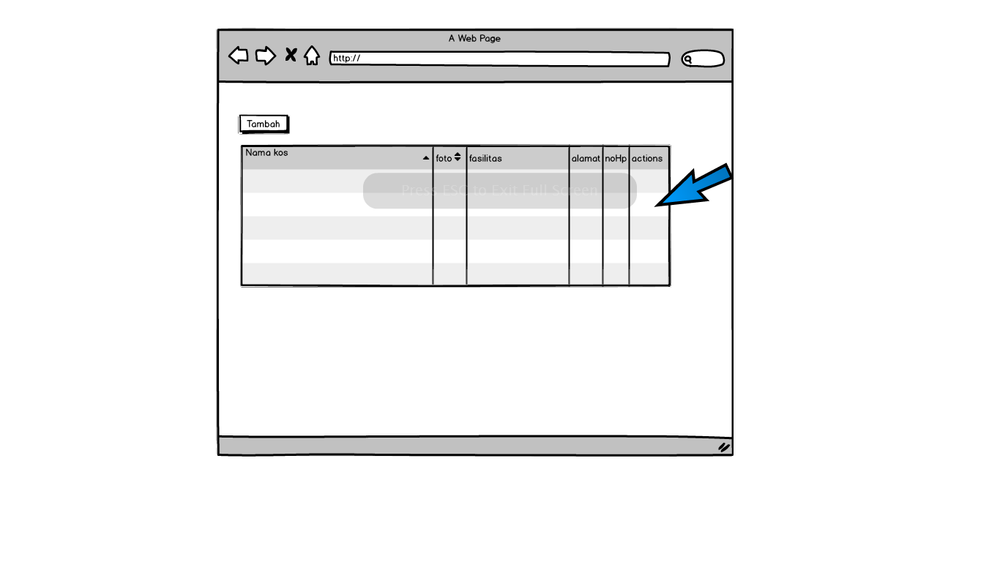 A Web Page
http://
Tambah
Nama kos foto fasilitas alamat noHp actions
Press ESC to Exit Full Screen